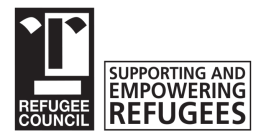 REFUGEE
COUNCIL
SUPPORTING AND
EMPOWERING
REFUGEES